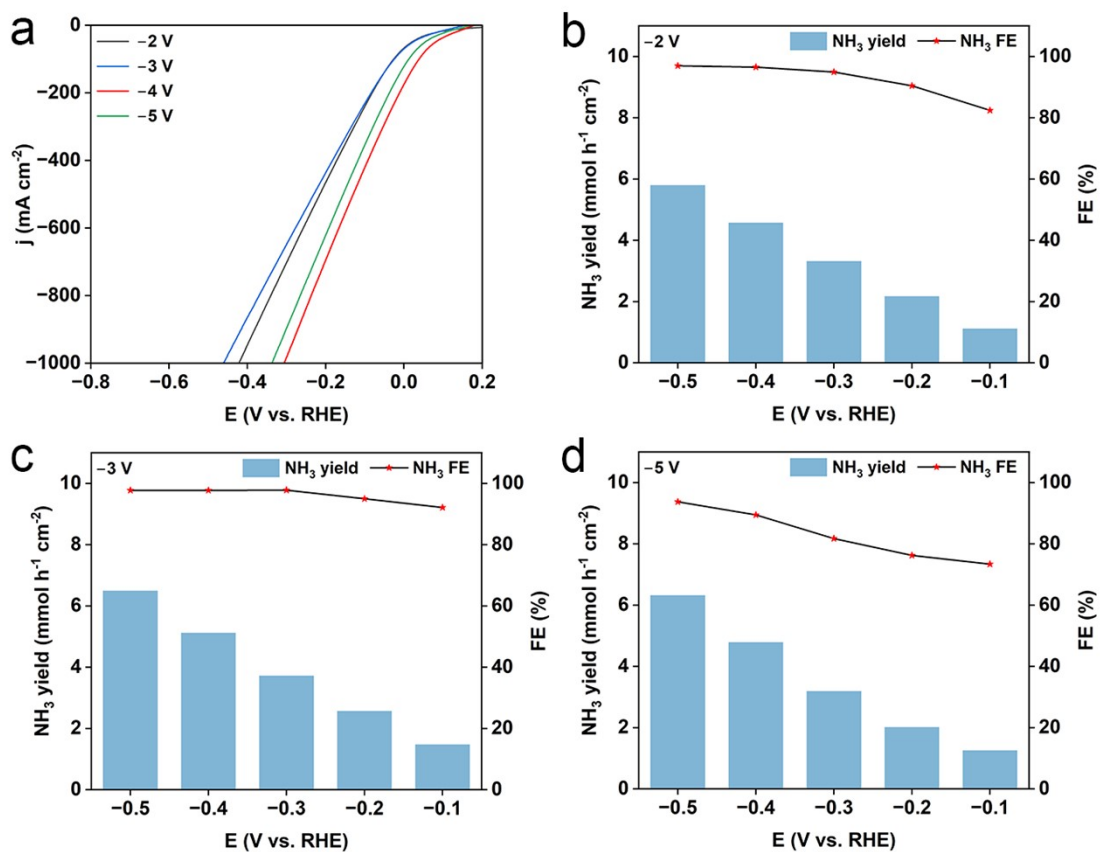 a
−2 V
−3 V
−4 V
−5 V
0
−200
−400
−600
−800
−1000
j (mA cm⁻²)
−0.8 −0.6 −0.4 −0.2 0.0 0.2
E (V vs. RHE)
b
−2 V
NH₃ yield NH₃ FE
10
8
6
4
2
0
NH₃ yield (mmol h⁻¹ cm⁻²)
100
80
60
40
20
0
FE (%)
−0.5 −0.4 −0.3 −0.2 −0.1
E (V vs. RHE)
c
−3 V
NH₃ yield NH₃ FE
10
8
6
4
2
0
NH₃ yield (mmol h⁻¹ cm⁻²)
100
80
60
40
20
0
FE (%)
−0.5 −0.4 −0.3 −0.2 −0.1
E (V vs. RHE)
d
−5 V
NH₃ yield NH₃ FE
10
8
6
4
2
0
NH₃ yield (mmol h⁻¹ cm⁻²)
100
80
60
40
20
0
FE (%)
−0.5 −0.4 −0.3 −0.2 −0.1
E (V vs. RHE)